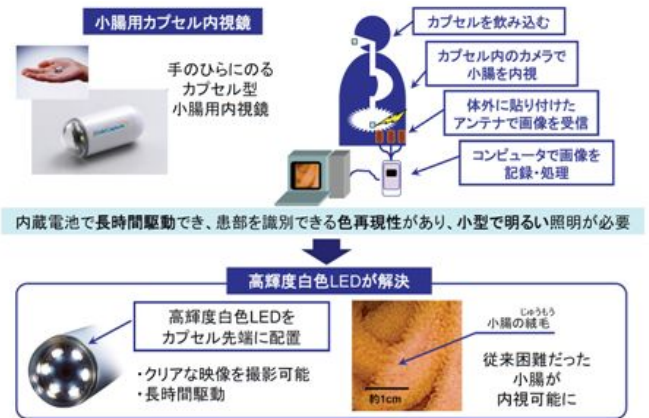 小腸用カプセル内視鏡
手のひらにのる
カプセル型
小腸用内視鏡
カプセルを飲み込む
カプセル内のカメラで
小腸を内視
体外に貼り付けた
アンテナで画像を受信
コンピュータで画像を
記録・処理
内蔵電池で長時間駆動でき、患部を識別できる色再現性があり、小型で明るい照明が必要
高輝度白色LEDが解決
高輝度白色LEDを
カプセル先端に配置
・クリアな映像を撮影可能
・長時間駆動
じゅうもう
小腸の絨毛
約1cm
従来困難だった
小腸が
内視可能に